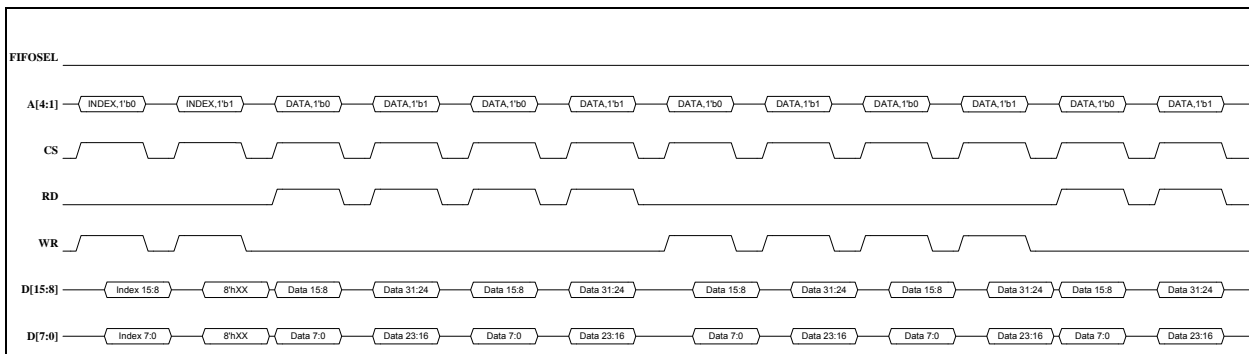 FIFOSEL
A[4:1] INDEX,1'b0 INDEX,1'b1 DATA,1'b0 DATA,1'b1 DATA,1'b0 DATA,1'b1 DATA,1'b0 DATA,1'b1 DATA,1'b0 DATA,1'b1 DATA,1'b0 DATA,1'b1
CS
RD
WR
D[15:8] Index 15:8 8'hXX Data 15:8 Data 31:24 Data 15:8 Data 31:24 Data 15:8 Data 31:24 Data 15:8 Data 31:24 Data 15:8 Data 31:24
D[7:0] Index 7:0 8'hXX Data 7:0 Data 23:16 Data 7:0 Data 23:16 Data 7:0 Data 23:16 Data 7:0 Data 23:16 Data 7:0 Data 23:16